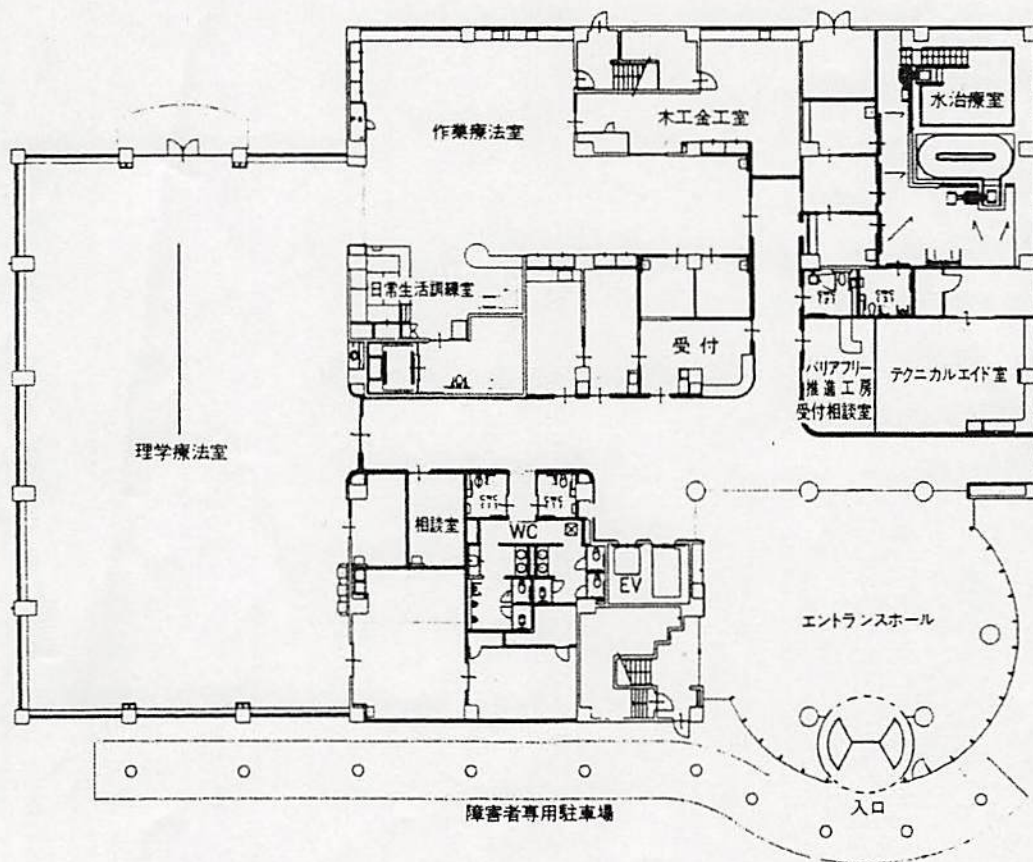 水治療室
作業療法室
木工金工室
日常生活訓練室
受付
バリアフリー
推進工房
受付相談室
テクニカルエイド室
理学療法室
相談室
WC
EV
エントランスホール
入口
障害者専用駐車場